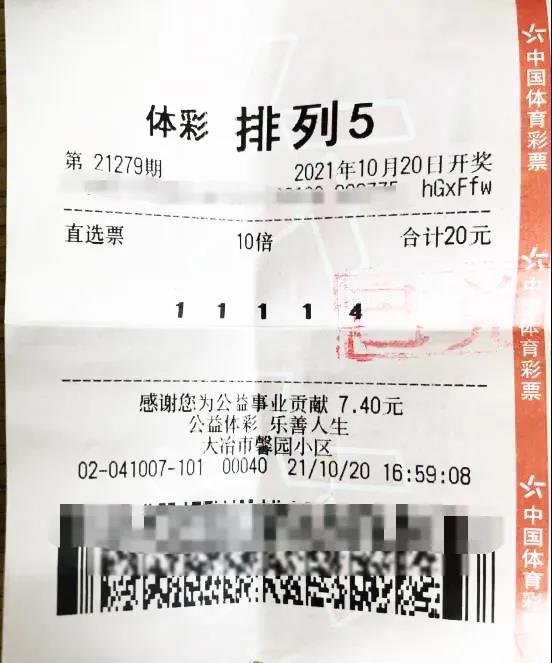 体彩 排列5
第 21279期 2021年10月20日开奖
hGxFfw
直选票 10倍 合计20元
1 1 1 1 4
感谢您为公益事业贡献 7.40元
公益体彩 乐善人生
大冶市馨园小区
02-041007-101 00040 21/10/20 16:59:08
中国体育彩票
中国体育彩票
中国体育彩票